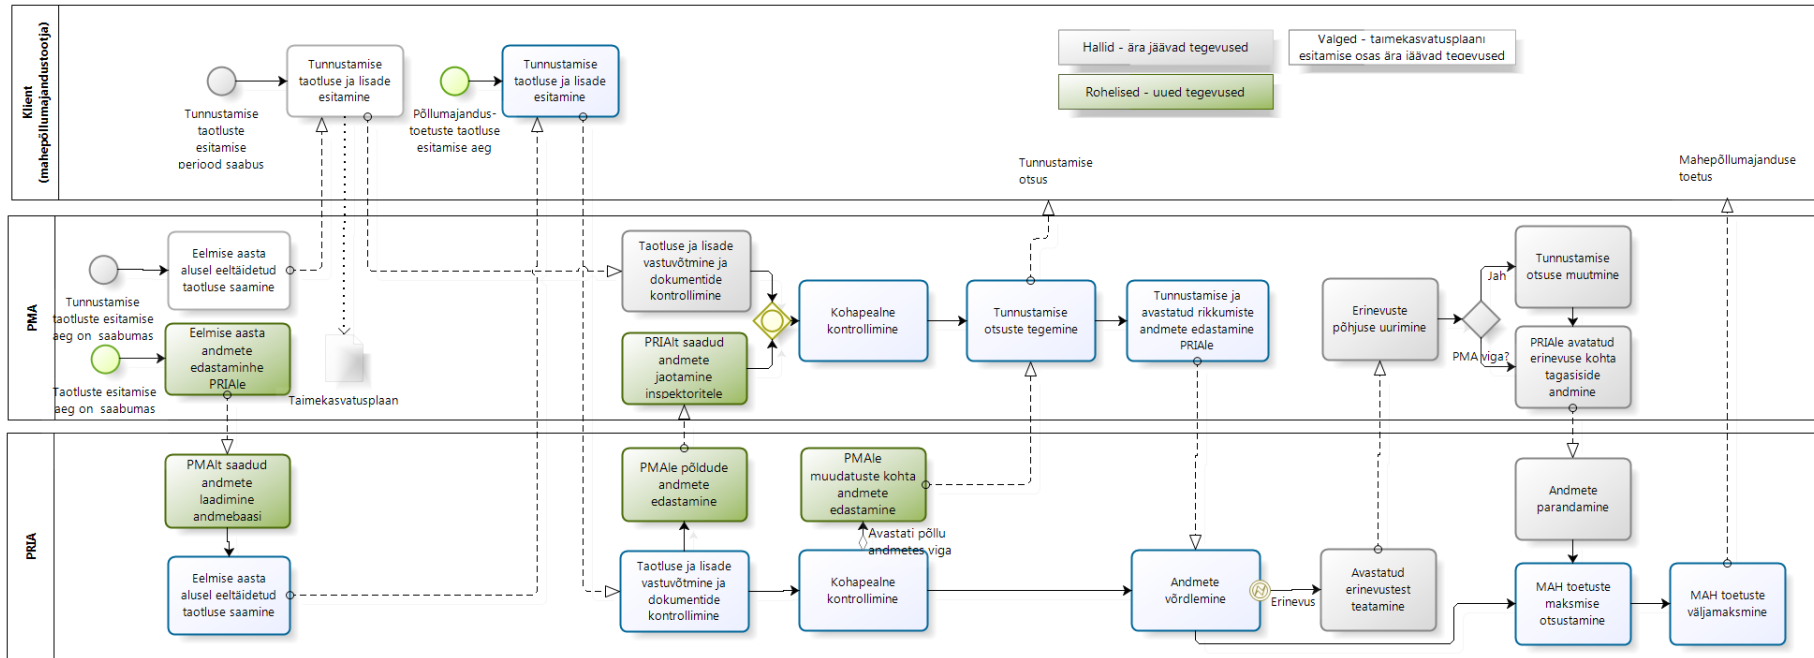 Klient
(mahepõllumajandustootja)
Tunnustamise
taotluste
esitamise
periood saabus
Tunnustamise
taotluse ja lisade
esitamine
Põllumajandus-
toetuste taotluse
esitamise aeg
Tunnustamise
taotluse ja lisade
esitamine
Hallid - ära jäävad tegevused
Valged - taimekasvatusplaani
esitamise osas ära jäävad tegevused
Rohelised - uued tegevused
Tunnustamise
otsus
Mahepõllumajanduse
toetus
PMA
Tunnustamise
taotluste esitamise
aeg on saabumas
Eelmise aasta
alusel eeltäidetud
taotluse saamine
Taotluste esitamise
aeg on saabumas
Eelmise aasta
andmete
edastaminhe
PRIAle
Taimekasvatusplaan
Taotluse ja lisade
vastuvõtmine ja
dokumentide
kontrollimine
PRIAlt saadud
andmete
jaotamine
inspektoritele
Kohapealne
kontrollimine
Tunnustamise
otsuste tegemine
Tunnustamise ja
avastatud rikkumiste
andmete edastamine
PRIAle
Erinevuste
põhjuse uurimine
Jah
PMA viga?
Tunnustamise
otsuse muutmine
PRIAle avatatud
erinevuse kohta
tagasiside
andmine
PRIA
PMAlt saadud
andmete
laadimine
andmebaasi
Eelmise aasta
alusel eeltäidetud
taotluse saamine
PMAle põldude
andmete
edastamine
Taotluse ja lisade
vastuvõtmine ja
dokumentide
kontrollimine
PMAle
muudatuste kohta
andmete
edastamine
Avastati põllu
andmetes viga
Kohapealne
kontrollimine
Andmete
võrdlemine
Erinevus
Avastatud
erinevustest
teatamine
Andmete
parandamine
MAH toetuste
maksmise
otsustamine
MAH toetuste
väljamaksmine